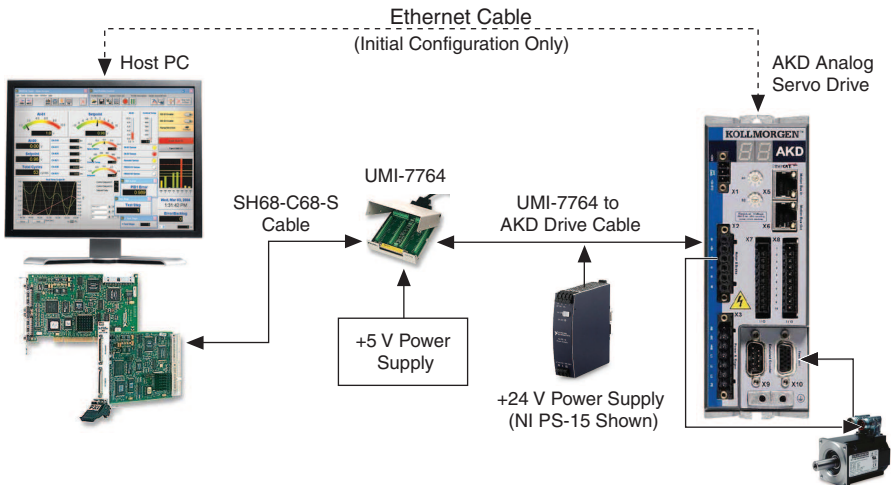 Ethernet Cable
(Initial Configuration Only)
Host PC
AKD Analog
Servo Drive
KOLLMORGEN
AKD
UMI-7764
SH68-C68-S
Cable
UMI-7764 to
AKD Drive Cable
X1
X5
X6
X7
X8
X3
X9
X10
+5 V Power
Supply
+24 V Power Supply
(NI PS-15 Shown)